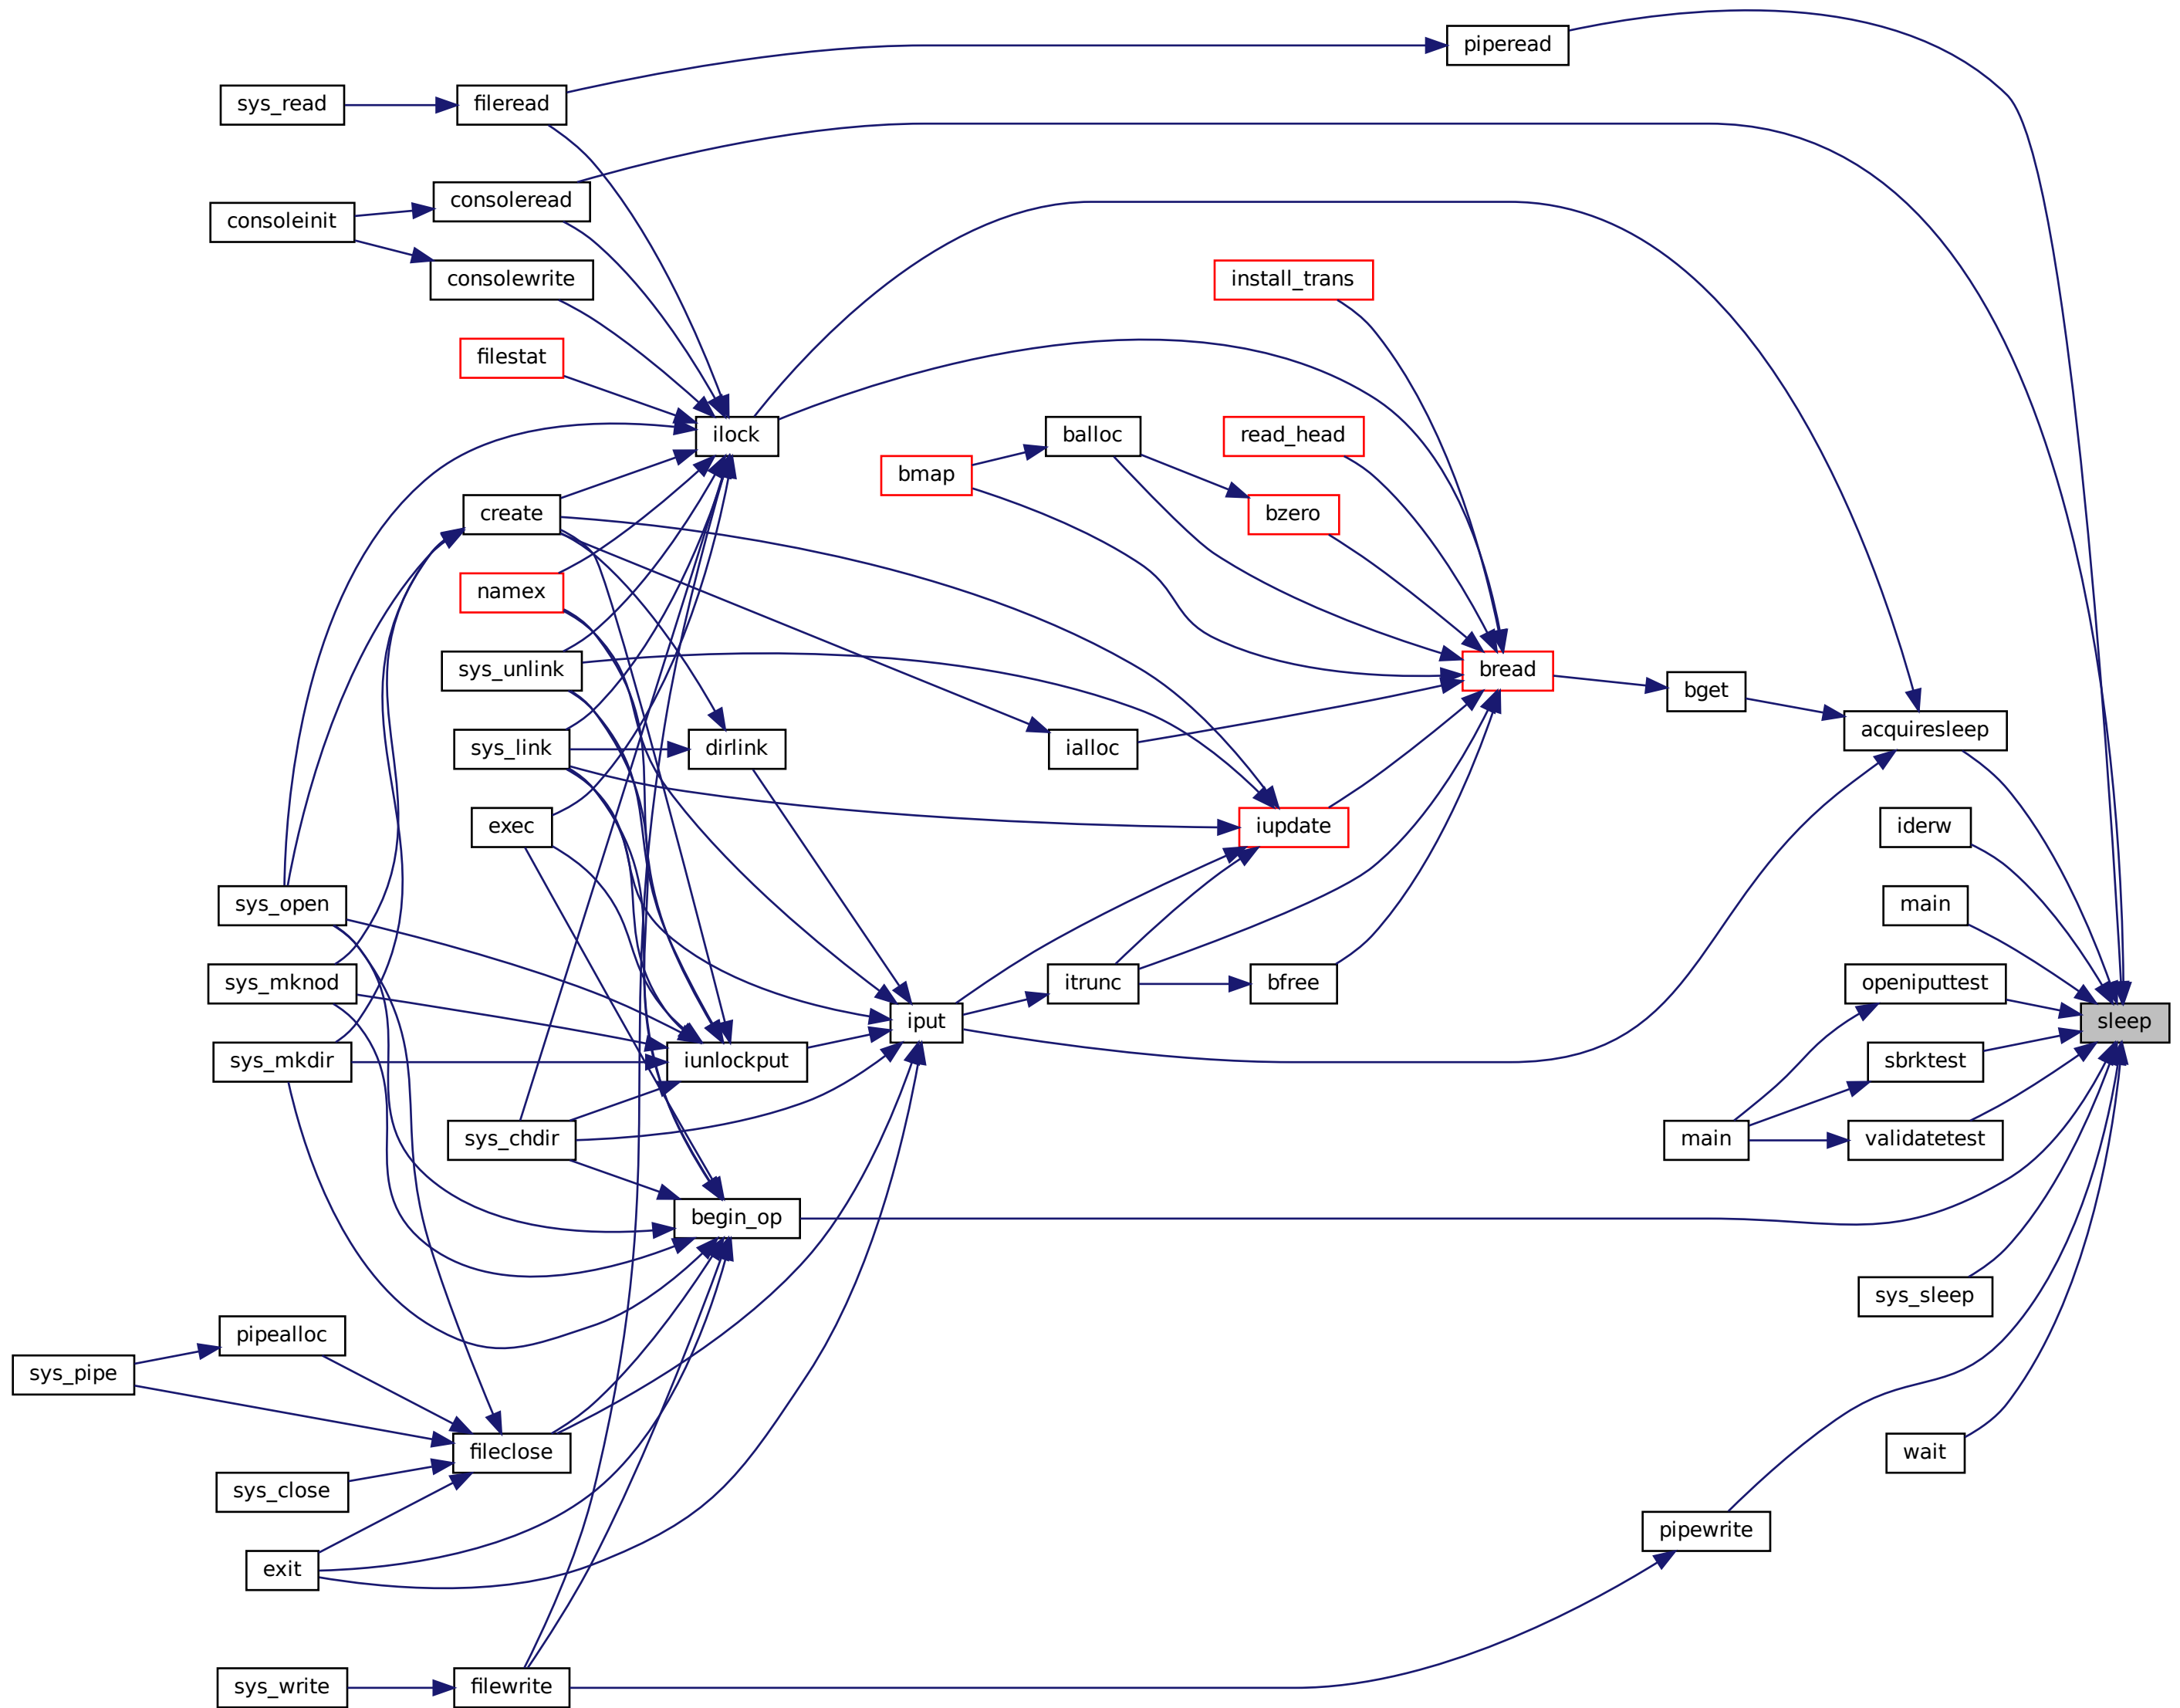 piperead
sys_read
fileread
consoleread
consoleinit
consolewrite
install_trans
filestat
ilock
balloc
read_head
bmap
create
bzero
namex
sys_unlink
bread
bget
sys_link
dirlink
ialloc
acquiresleep
exec
iupdate
iderw
sys_open
main
sys_mknod
itrunc
bfree
openiputtest
iput
sleep
sys_mkdir
iunlockput
sbrktest
sys_chdir
main
validatetest
begin_op
sys_sleep
pipealloc
sys_pipe
fileclose
wait
sys_close
pipewrite
exit
sys_write
filewrite